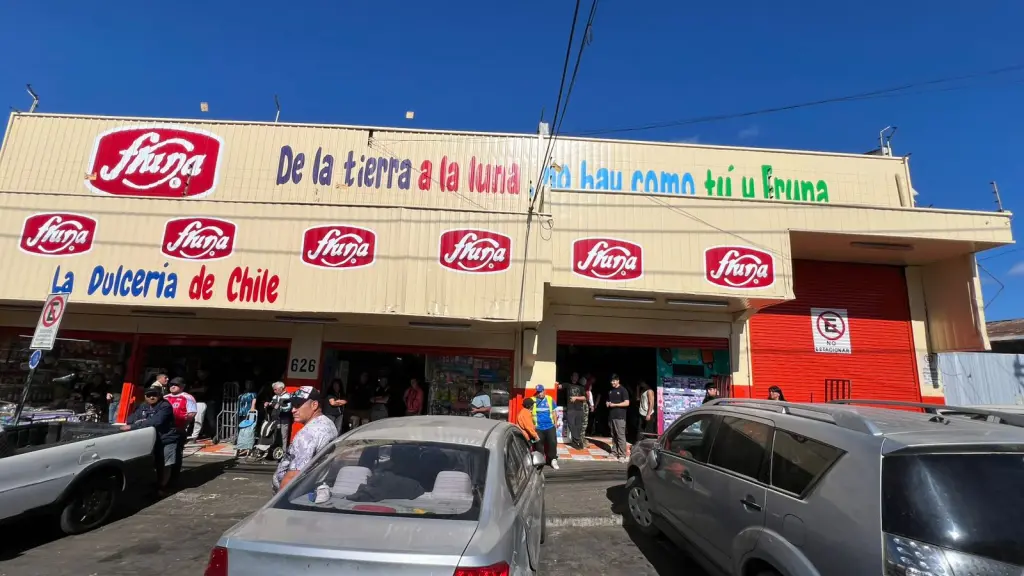 fruna
De la tierra a la luna no hay como tú y Fruna
fruna fruna fruna fruna fruna fruna
La Dulcería de Chile
626
E
NO
ESTACIONAR